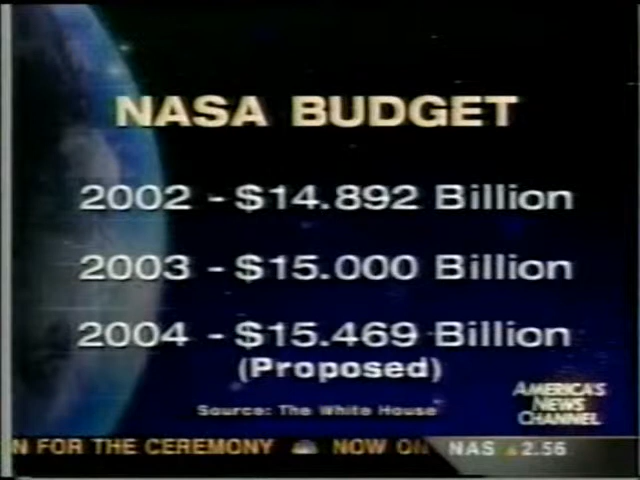 NASA BUDGET
2002 - $14.892 Billion
2003 - $15.000 Billion
2004 - $15.469 Billion
(Proposed)
Source: The White House
AMERICA'S
NEWS
CHANNEL
N FOR THE CEREMONY NOW ON NAS ▲2.56